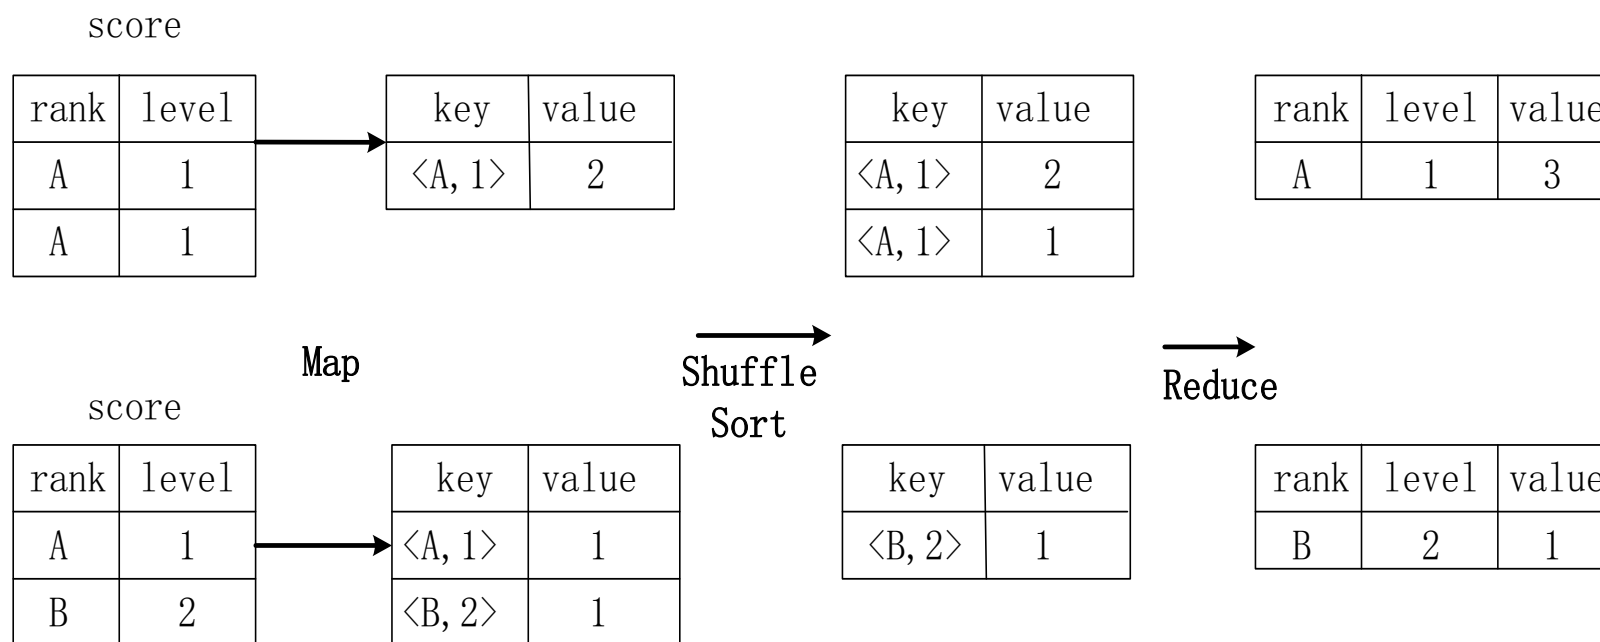 score
rank level key value key value rank level value
A 1 <A,1> 2 <A,1> 2 A 1 3
A 1 <A,1> 1
Map
Shuffle
Sort
Reduce
score
rank level key value key value rank level value
A 1 <A,1> 1 <B,2> 1 B 2 1
B 2 <B,2> 1